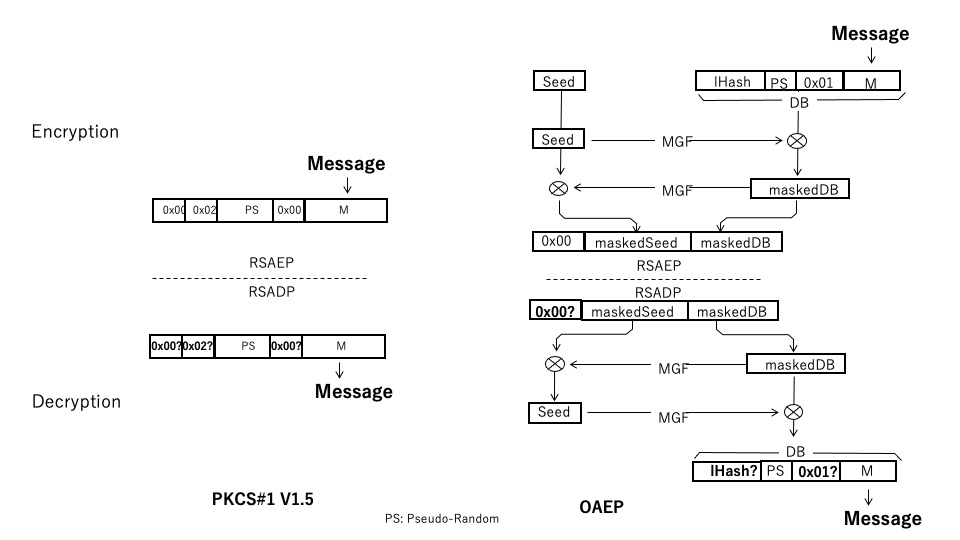 Encryption
Message
0x00 0x02 PS 0x00 M
RSAEP
RSADP
0x00? 0x02? PS 0x00? M
Message
Decryption
PKCS#1 V1.5
Message
Seed
lHash PS 0x01 M
DB
Seed
MGF
MGF
maskedDB
0x00 maskedSeed maskedDB
RSAEP
RSADP
0x00? maskedSeed maskedDB
MGF
maskedDB
Seed
MGF
DB
lHash? PS 0x01? M
Message
OAEP
PS: Pseudo-Random